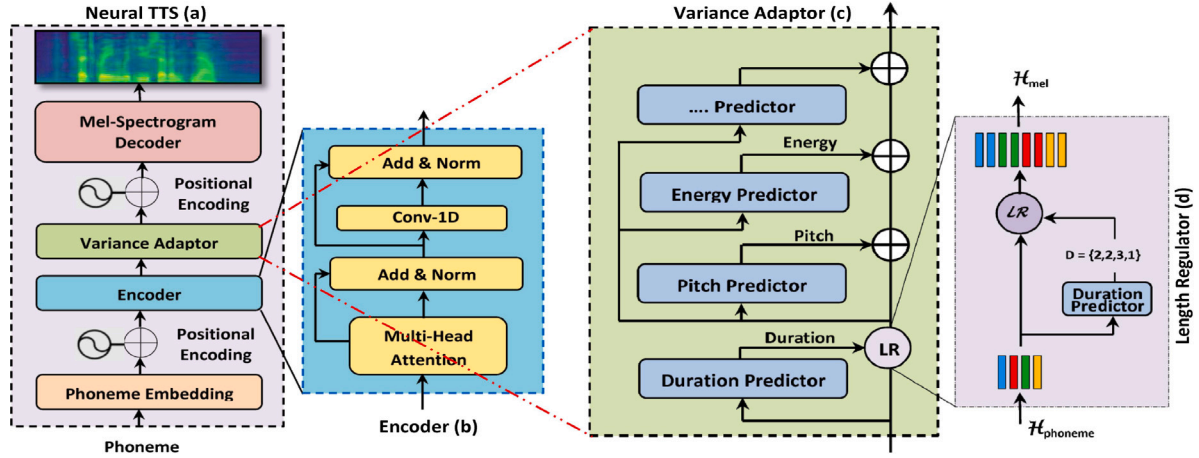 Neural TTS (a)
Mel-Spectrogram
Decoder
Positional
Encoding
Variance Adaptor
Encoder
Positional
Encoding
Phoneme Embedding
Phoneme
Add & Norm
Conv-1D
Add & Norm
Multi-Head
Attention
Encoder (b)
Variance Adaptor (c)
.... Predictor
Energy
Energy Predictor
Pitch
Pitch Predictor
Duration
LR
Duration Predictor
ℋmel
ℒℛ
D = {2,2,3,1}
Duration
Predictor
ℋphoneme
Length Regulator (d)